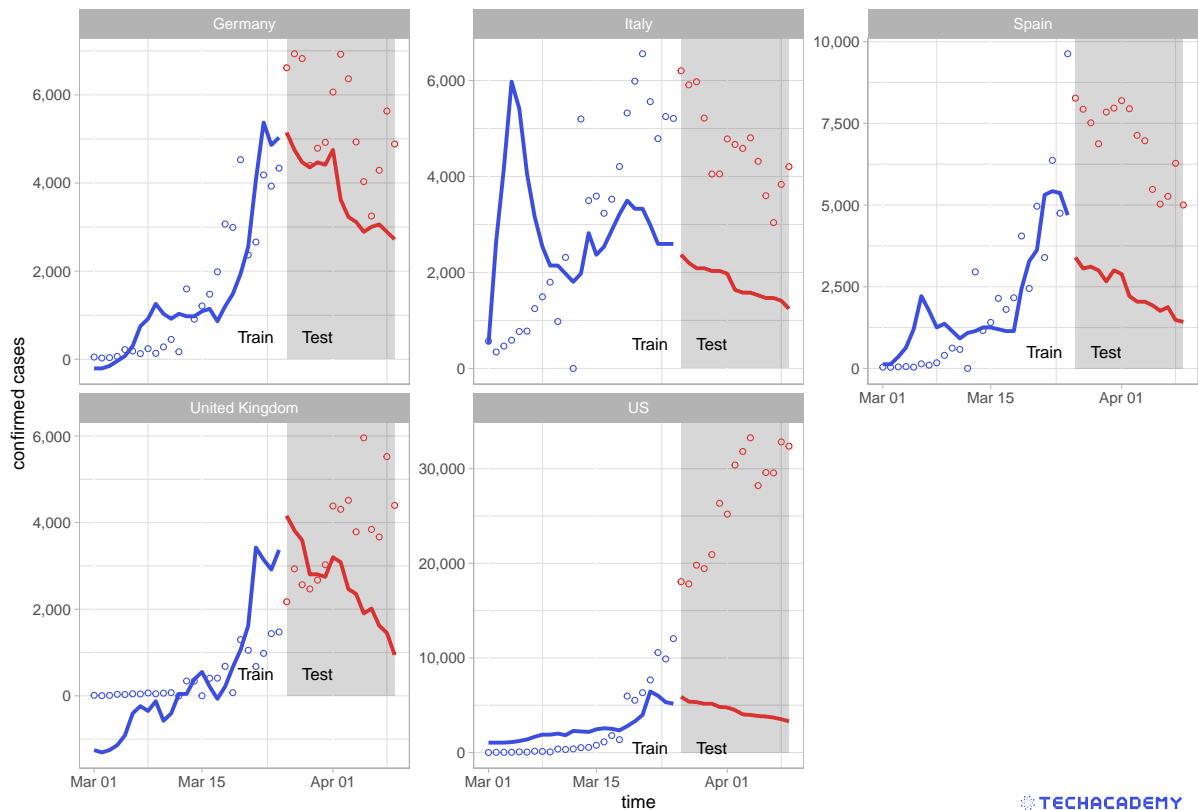 Germany
Italy
Spain
6,000
4,000
2,000
0
Train
Test
6,000
4,000
2,000
0
Train
Test
10,000
7,500
5,000
2,500
0
Train
Test
Mar 01
Mar 15
Apr 01
confirmed cases
United Kingdom
US
6,000
4,000
2,000
0
Train
Test
Mar 01
Mar 15
Apr 01
30,000
20,000
10,000
0
Train
Test
Mar 01
Mar 15
Apr 01
time
TECHACADEMY